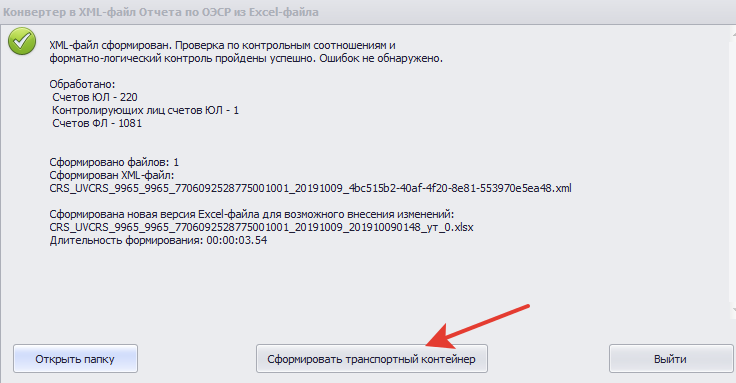 Конвертер в XML-файл Отчета по ОЭСР из Excel-файла
XML-файл сформирован. Проверка по контрольным соотношениям и
форматно-логический контроль пройдены успешно. Ошибок не обнаружено.
Обработано:
Счетов ЮЛ - 220
Контролирующих лиц счетов ЮЛ - 1
Счетов ФЛ - 1081
Сформировано файлов: 1
Сформирован XML-файл:
CRS_UVCRS_9965_9965_7706092528775001001_20191009_4bc515b2-40af-4f20-8e81-553970e5ea48.xml
Сформирована новая версия Excel-файла для возможного внесения изменений:
CRS_UVCRS_9965_9965_7706092528775001001_20191009_201910090148_ут_0.xlsx
Длительность формирования: 00:00:03.54
Открыть папку
Сформировать транспортный контейнер
Выйти